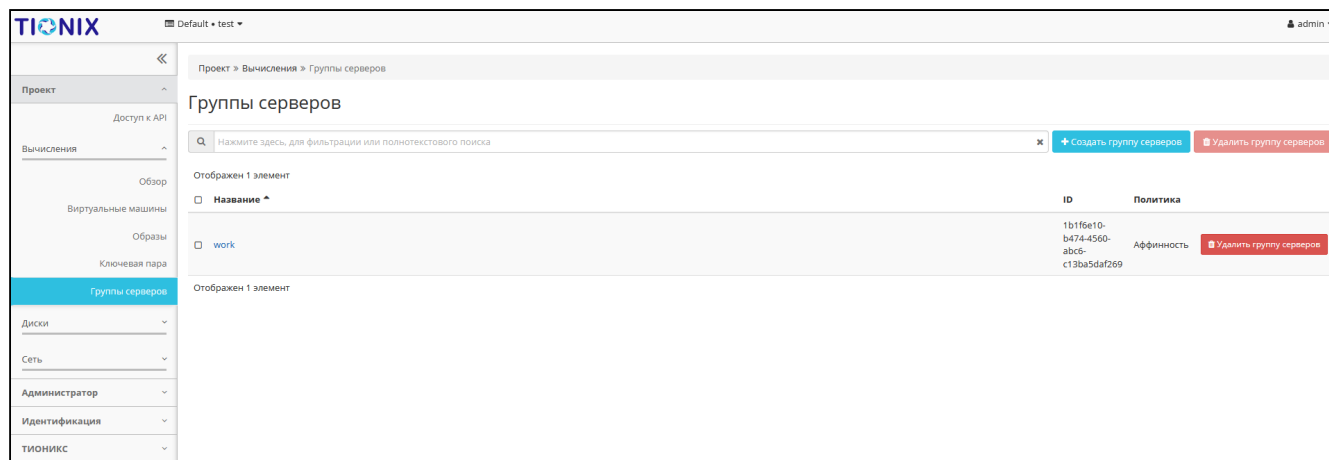 TIONIX
Default • test
admin
Проект » Вычисления » Группы серверов
Проект
Группы серверов
Доступ к API
Нажмите здесь, для фильтрации или полнотекстового поиска
Создать группу серверов
Удалить группу серверов
Вычисления
Отображен 1 элемент
Обзор
Название ID Политика
Виртуальные машины
Образы
work 1b1f6e10-b474-4560-abc6-c13ba5daf269 Аффинность Удалить группу серверов
Ключевая пара
Группы серверов
Отображен 1 элемент
Диски
Сеть
Администратор
Идентификация
ТИОНИКС